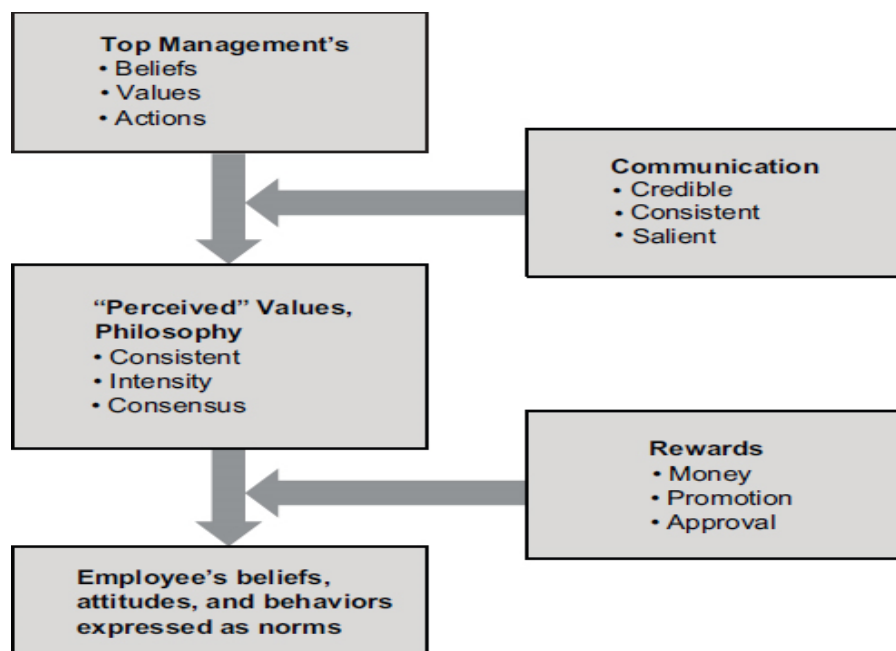 Top Management's
• Beliefs
• Values
• Actions
Communication
• Credible
• Consistent
• Salient
“Perceived” Values,
Philosophy
• Consistent
• Intensity
• Consensus
Rewards
• Money
• Promotion
• Approval
Employee's beliefs,
attitudes, and behaviors
expressed as norms